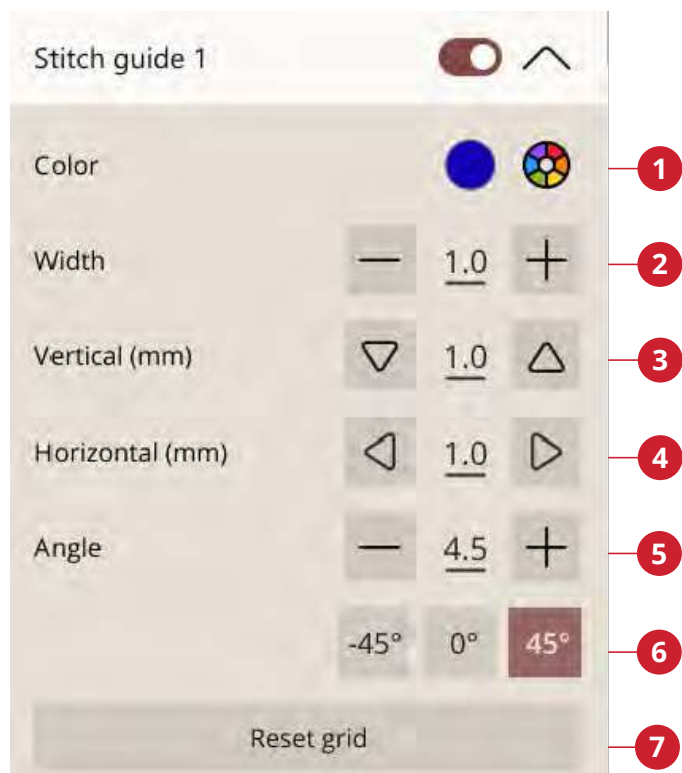 Stitch guide 1
Color 1
Width 1.0 2
Vertical (mm) 1.0 3
Horizontal (mm) 1.0 4
Angle 4.5 5
-45° 0° 45° 6
Reset grid 7